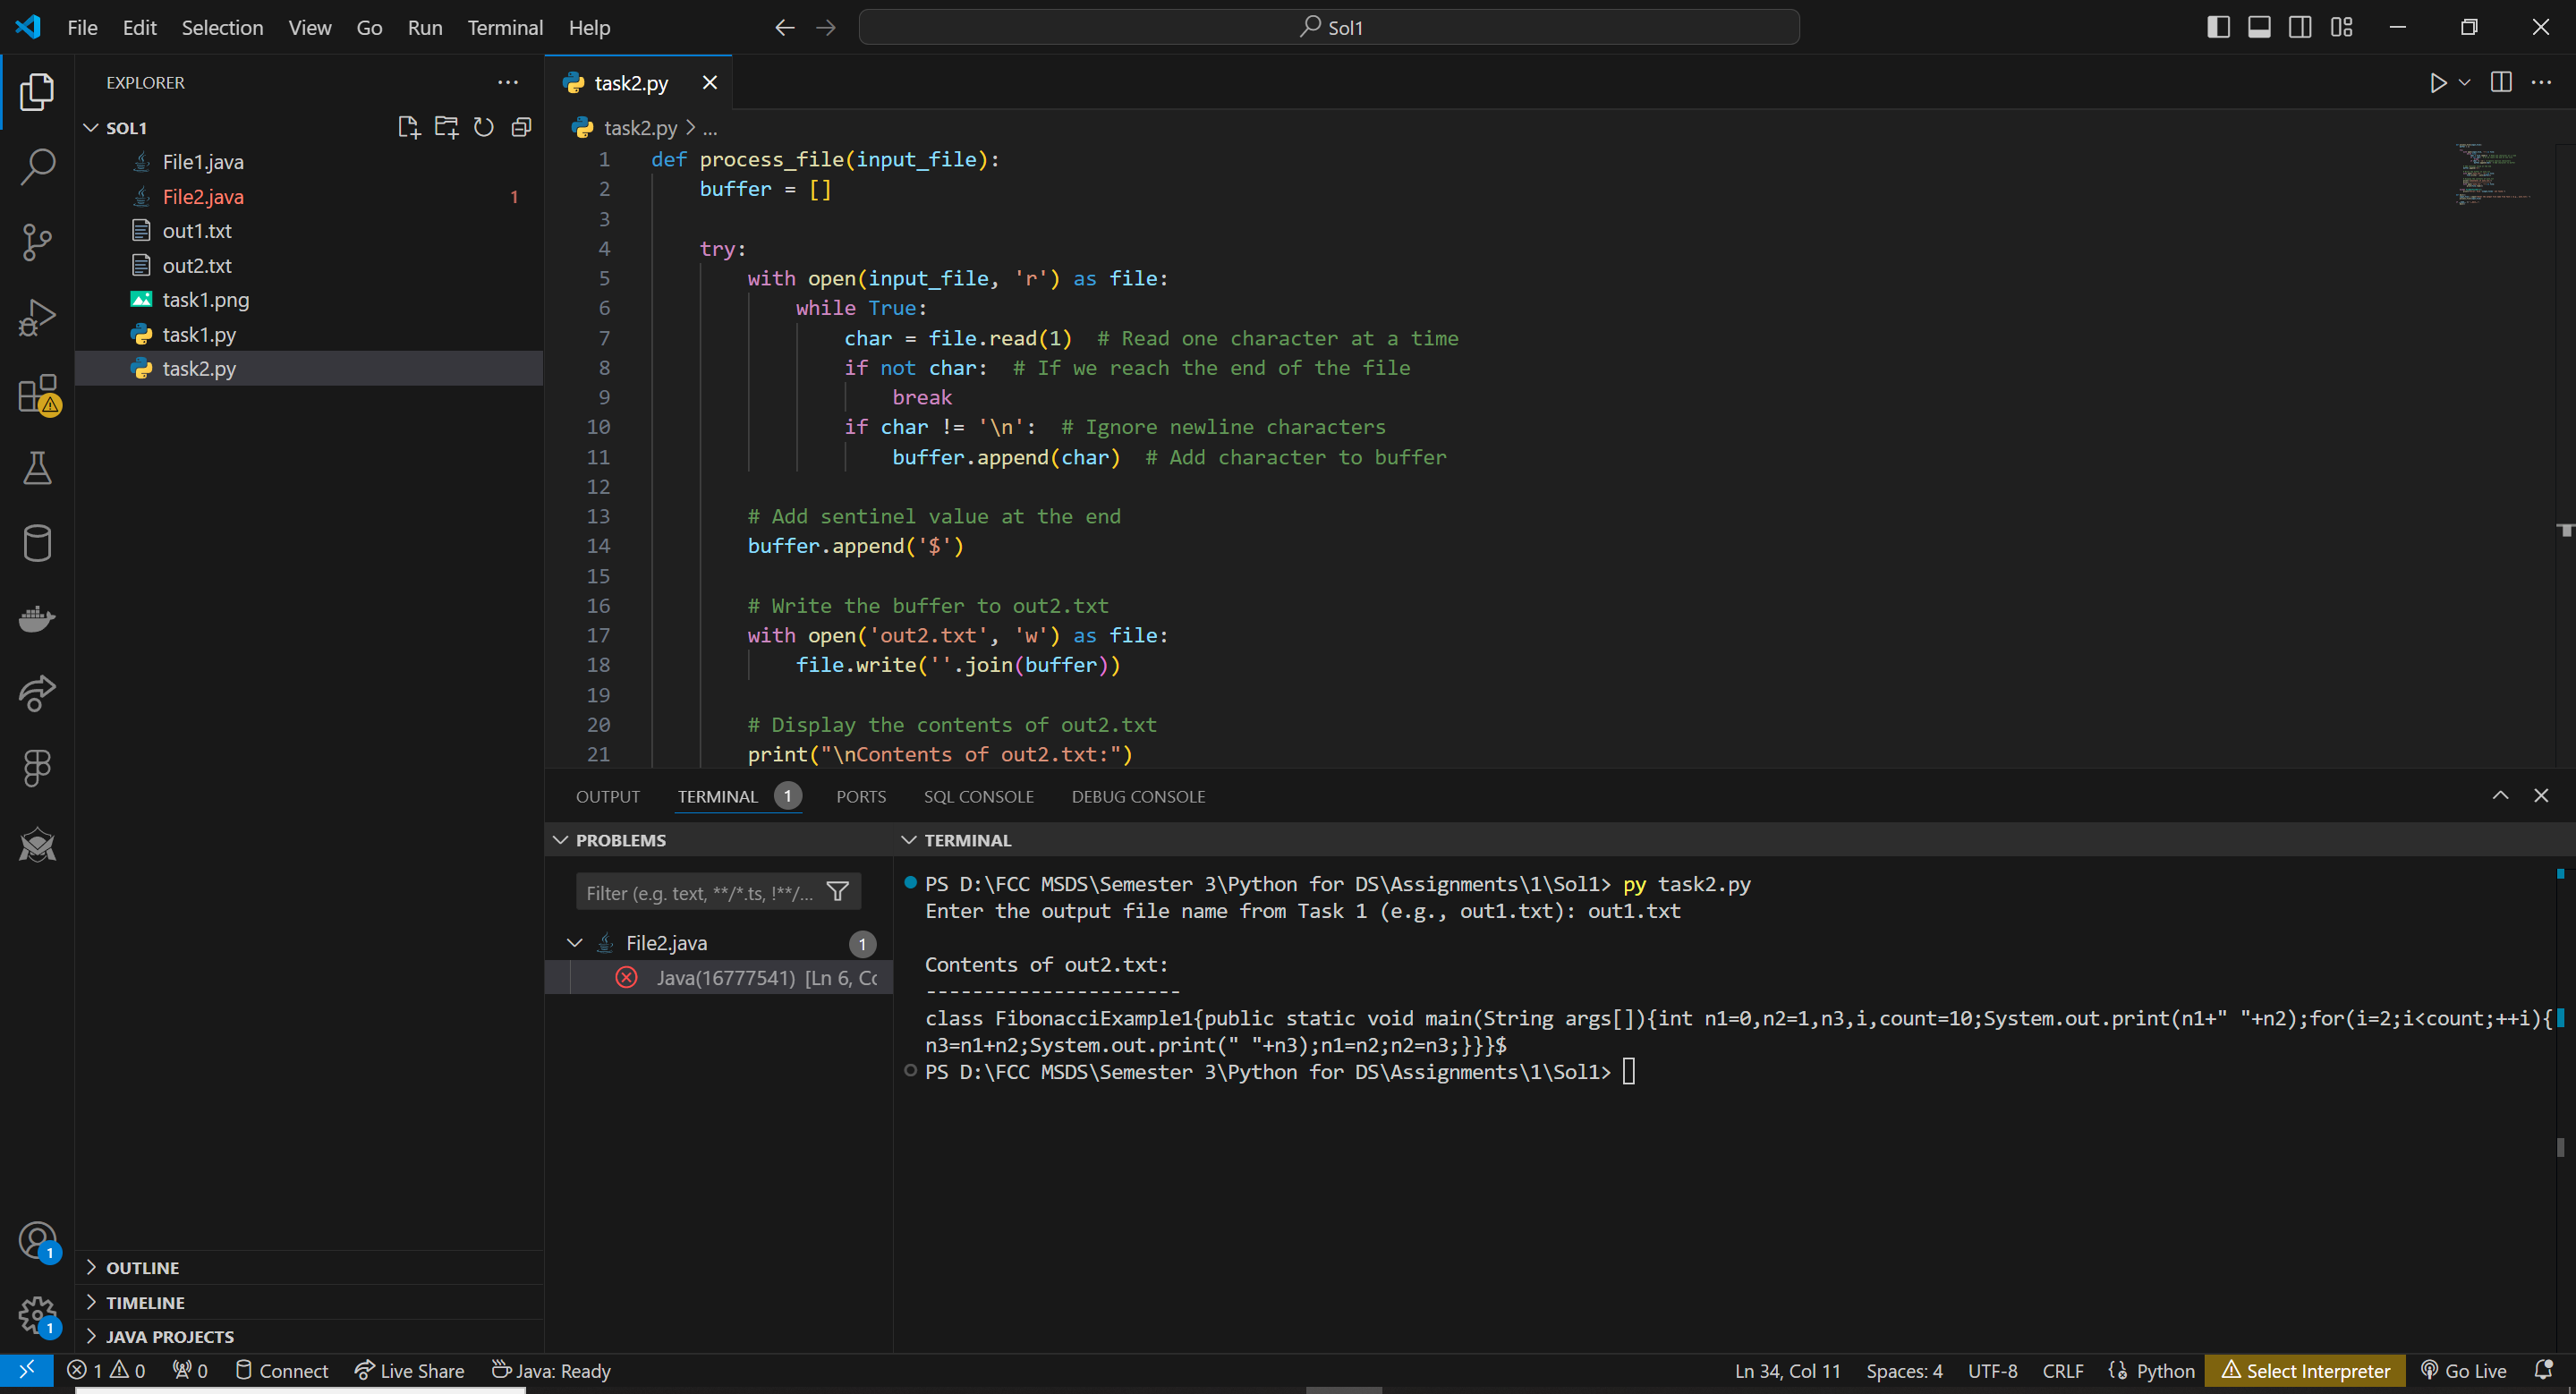 File Edit Selection View Go Run Terminal Help
Sol1
EXPLORER
SOL1
File1.java
File2.java 1
out1.txt
out2.txt
task1.png
task1.py
task2.py
OUTLINE
TIMELINE
JAVA PROJECTS
1
1
task2.py
task2.py > ...
1 def process_file(input_file):
2 buffer = []
3
4 try:
5 with open(input_file, 'r') as file:
6 while True:
7 char = file.read(1) # Read one character at a time
8 if not char: # If we reach the end of the file
9 break
10 if char != '\n': # Ignore newline characters
11 buffer.append(char) # Add character to buffer
12
13 # Add sentinel value at the end
14 buffer.append('$')
15
16 # Write the buffer to out2.txt
17 with open('out2.txt', 'w') as file:
18 file.write(''.join(buffer))
19
20 # Display the contents of out2.txt
21 print("\nContents of out2.txt:")
OUTPUT TERMINAL 1 PORTS SQL CONSOLE DEBUG CONSOLE
PROBLEMS
Filter (e.g. text, **/*.ts, !**/...
File2.java 1
Java(16777541) [Ln 6, Co
TERMINAL
PS D:\FCC MSDS\Semester 3\Python for DS\Assignments\1\Sol1> py task2.py
Enter the output file name from Task 1 (e.g., out1.txt): out1.txt
Contents of out2.txt:
----------------------
class FibonacciExample1{public static void main(String args[]){int n1=0,n2=1,n3,i,count=10;System.out.print(n1+" "+n2);for(i=2;i<count;++i){
n3=n1+n2;System.out.print(" "+n3);n1=n2;n2=n3;}}}$
PS D:\FCC MSDS\Semester 3\Python for DS\Assignments\1\Sol1>
1 0 0 Connect Live Share Java: Ready Ln 34, Col 11 Spaces: 4 UTF-8 CRLF Python Select Interpreter Go Live